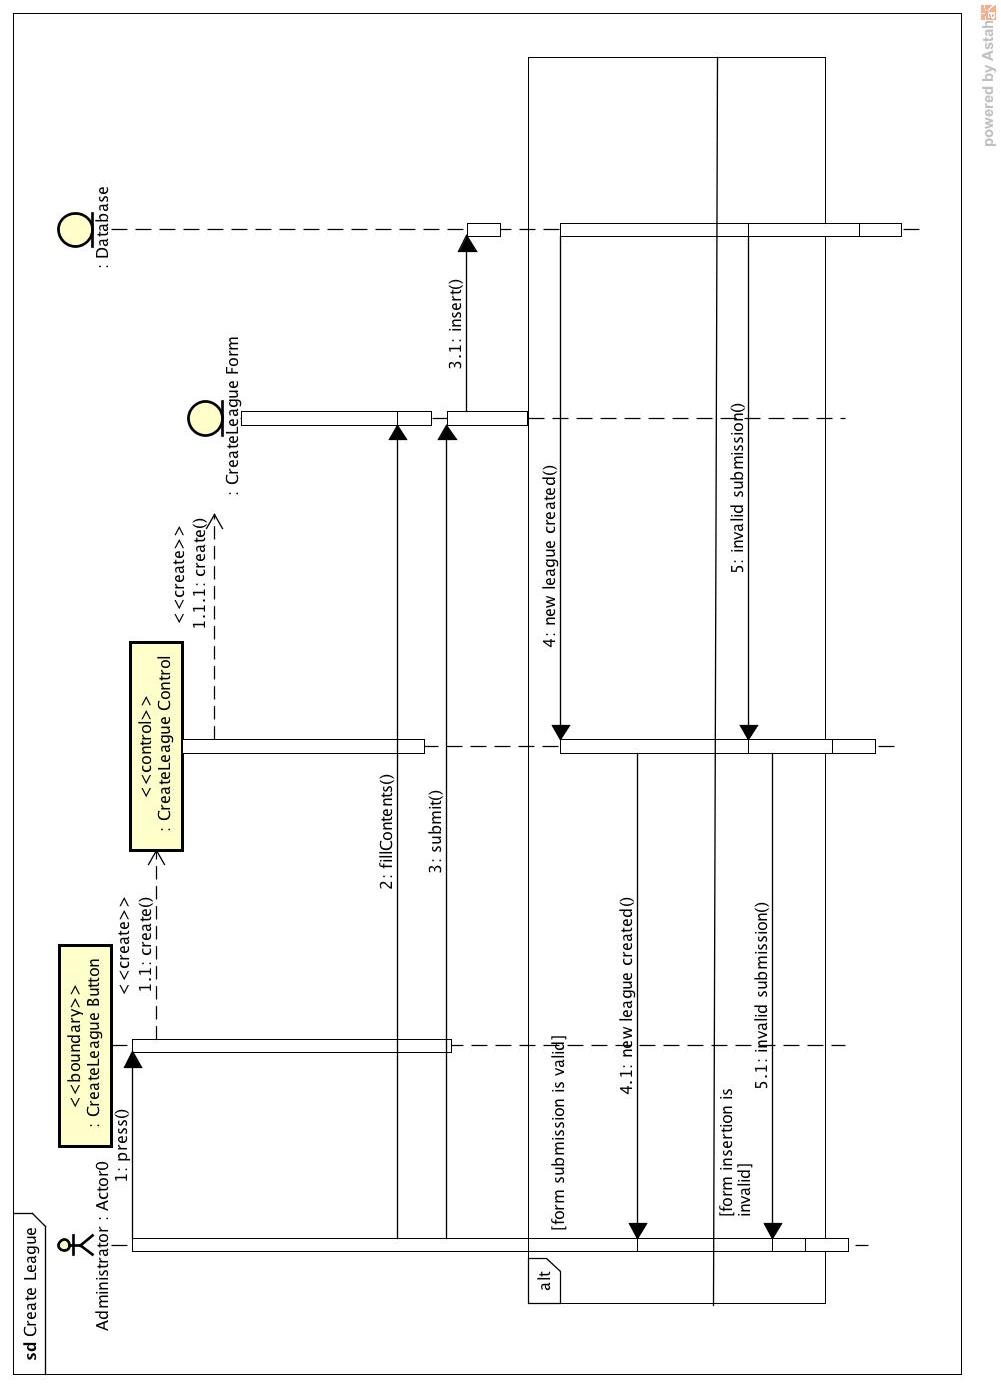 sd Create League
Administrator : Actor0
<<boundary>>
: CreateLeague Button
<<control>>
: CreateLeague Control
: CreateLeague Form
: Database
1: press()
<<create>>
1.1: create()
<<create>>
1.1.1: create()
2: fillContents()
3: submit()
3.1: insert()
alt
[form submission is valid]
4: new league created()
4.1: new league created()
[form insertion is
invalid]
5: invalid submission()
5.1: invalid submission()
powered by Astah